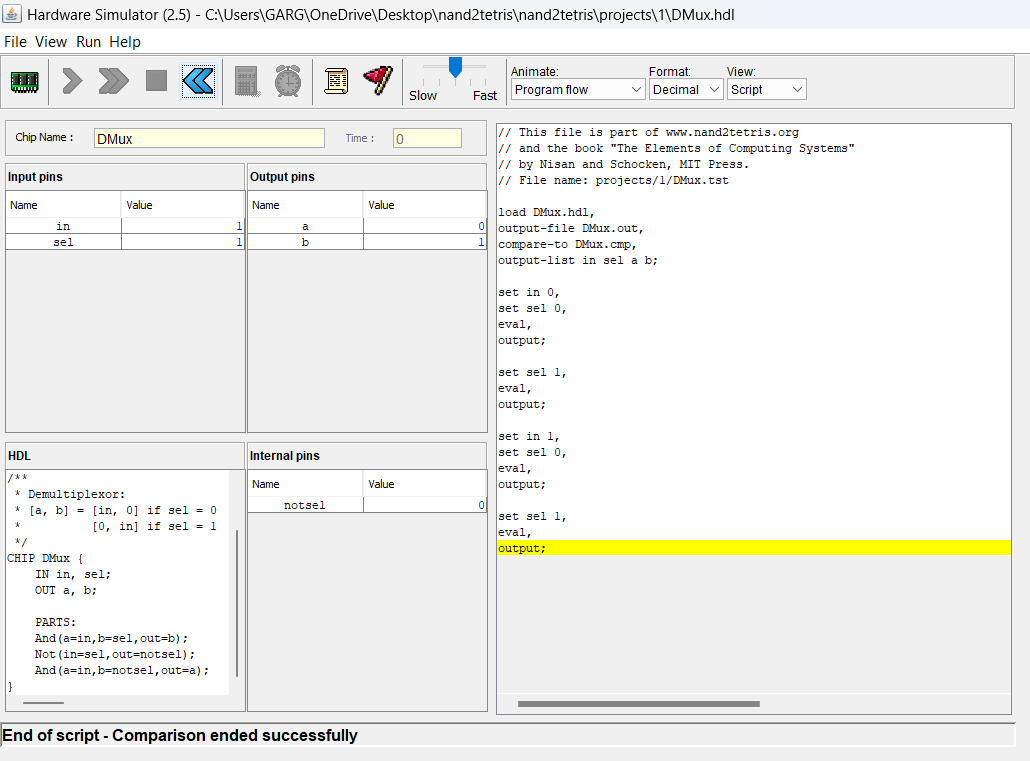 Hardware Simulator (2.5) - C:\Users\GARG\OneDrive\Desktop\nand2tetris\nand2tetris\projects\1\DMux.hdl
File View Run Help
Slow Fast
Animate: Format: View:
Program flow Decimal Script
Chip Name : DMux Time : 0
Input pins
Name Value
in 1
sel 1
Output pins
Name Value
a 0
b 1
HDL
/**
* Demultiplexor:
* [a, b] = [in, 0] if sel = 0
* [0, in] if sel = 1
*/
CHIP DMux {
IN in, sel;
OUT a, b;
PARTS:
And(a=in,b=sel,out=b);
Not(in=sel,out=notsel);
And(a=in,b=notsel,out=a);
}
Internal pins
Name Value
notsel 0
// This file is part of www.nand2tetris.org
// and the book "The Elements of Computing Systems"
// by Nisan and Schocken, MIT Press.
// File name: projects/1/DMux.tst
load DMux.hdl,
output-file DMux.out,
compare-to DMux.cmp,
output-list in sel a b;
set in 0,
set sel 0,
eval,
output;
set sel 1,
eval,
output;
set in 1,
set sel 0,
eval,
output;
set sel 1,
eval,
output;
End of script - Comparison ended successfully